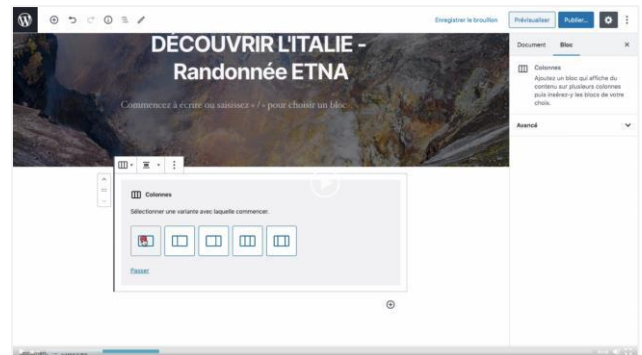 Enregistrer le brouillon
Prévisualiser
Publier...
Document
Bloc
DÉCOUVRIR L'ITALIE -
Randonnée ETNA
Commencez à écrire ou saisissez « / » pour choisir un bloc
Colonnes
Ajoutez un bloc qui affiche du
contenu sur plusieurs colonnes
puis insérez-y les blocs de votre
choix.
Avancé
Colonnes
Sélectionner une variante avec laquelle commencer.
Passer